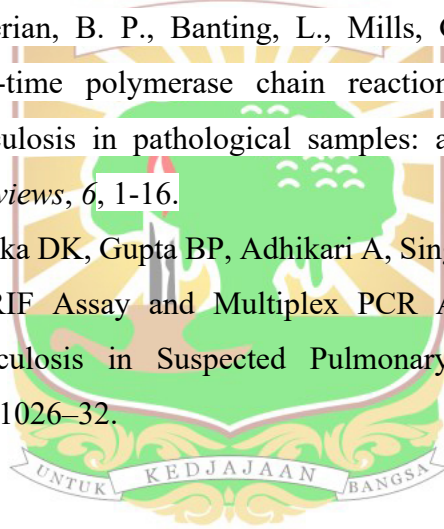 erian, B. P., Banting, L., Mills, 
-time polymerase chain reaction
culosis in pathological samples: a
views, 6, 1-16.
ka DK, Gupta BP, Adhikari A, Sing
RIF Assay and Multiplex PCR A
culosis in Suspected Pulmonary
1026–32.
UNTUK KEDJAJAAN BANGSA